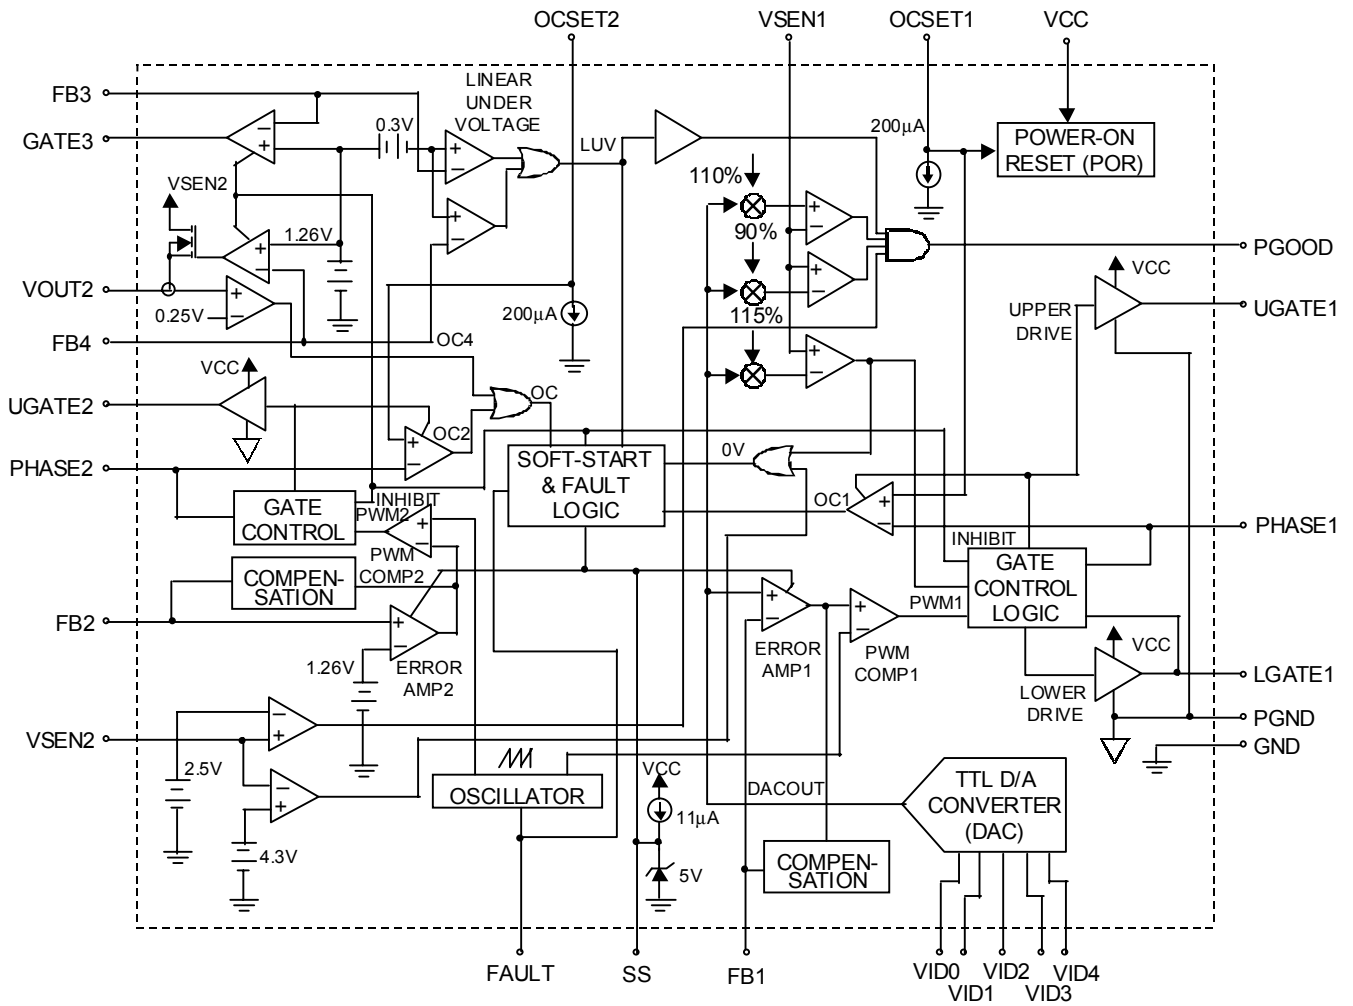 OCSET2
VSEN1
OCSET1
VCC
FB3
LINEAR
UNDER
VOLTAGE
0.3V
GATE3
LUV
200µA
POWER-ON
RESET (POR)
110%
VSEN2
1.26V
90%
PGOOD
VCC
VOUT2
0.25V
200µA
115%
UPPER
DRIVE
UGATE1
FB4
OC4
VCC
UGATE2
OC
OC2
0V
PHASE2
SOFT-START
& FAULT
LOGIC
GATE
CONTROL
INHIBIT
PWM2
OC1
PHASE1
INHIBIT
PWM
COMP2
COMPEN-
SATION
GATE
CONTROL
LOGIC
PWM1
FB2
ERROR
AMP2
1.26V
ERROR
AMP1
PWM
COMP1
VCC
LOWER
DRIVE
LGATE1
PGND
GND
VSEN2
2.5V
4.3V
OSCILLATOR
VCC
11µA
5V
DACOUT
TTL D/A
CONVERTER
(DAC)
COMPEN-
SATION
FAULT
SS
FB1
VID0
VID1
VID2
VID3
VID4